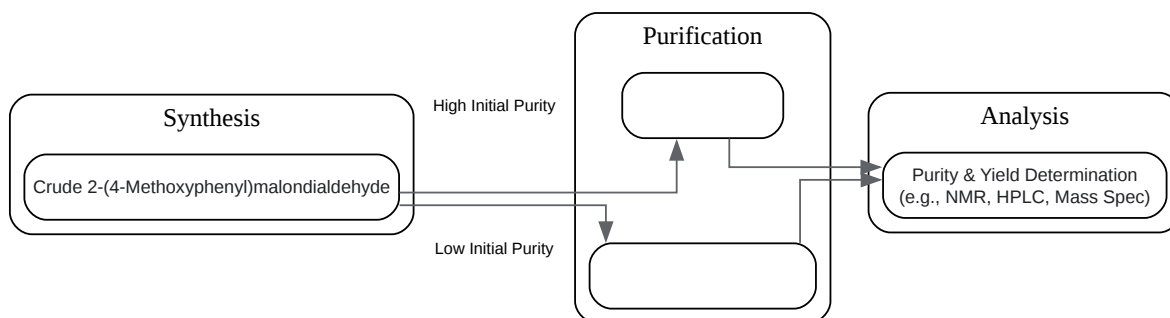 Synthesis
Crude 2-(4-Methoxyphenyl)malondialdehyde
High Initial Purity
Low Initial Purity
Purification
Analysis
Purity & Yield Determination
(e.g., NMR, HPLC, Mass Spec)